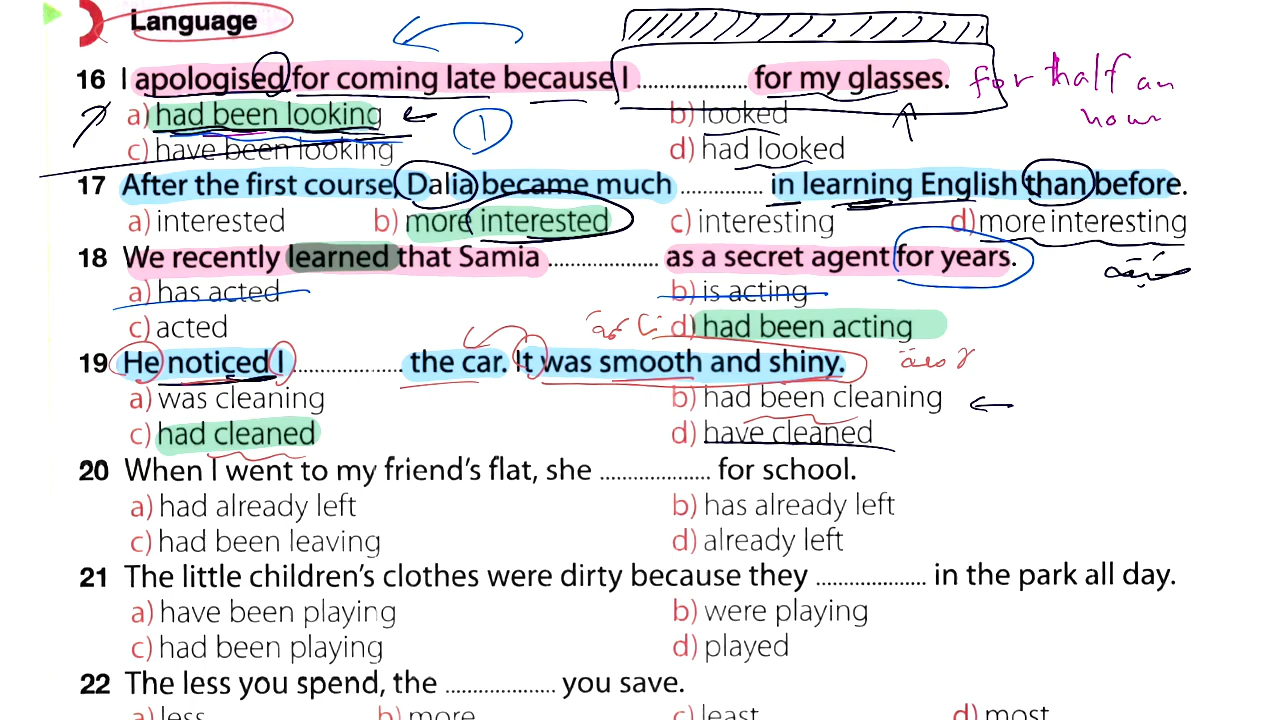 Language
16 I apologised for coming late because I .................... for my glasses. for half an hour
a) had been looking b) looked
1
c) have been looking d) had looked
17 After the first course, Dalia became much .............. in learning English than before.
a) interested b) more interested c) interesting d) more interesting
18 We recently learned that Samia .................... as a secret agent for years.
a) has acted b) is acting
c) acted d) had been acting
19 He noticed I .................... the car. It was smooth and shiny.
a) was cleaning b) had been cleaning
c) had cleaned d) have cleaned
20 When I went to my friend's flat, she .................... for school.
a) had already left b) has already left
c) had been leaving d) already left
21 The little children's clothes were dirty because they .................... in the park all day.
a) have been playing b) were playing
c) had been playing d) played
22 The less you spend, the .................... you save.
a) less b) more c) least d) most